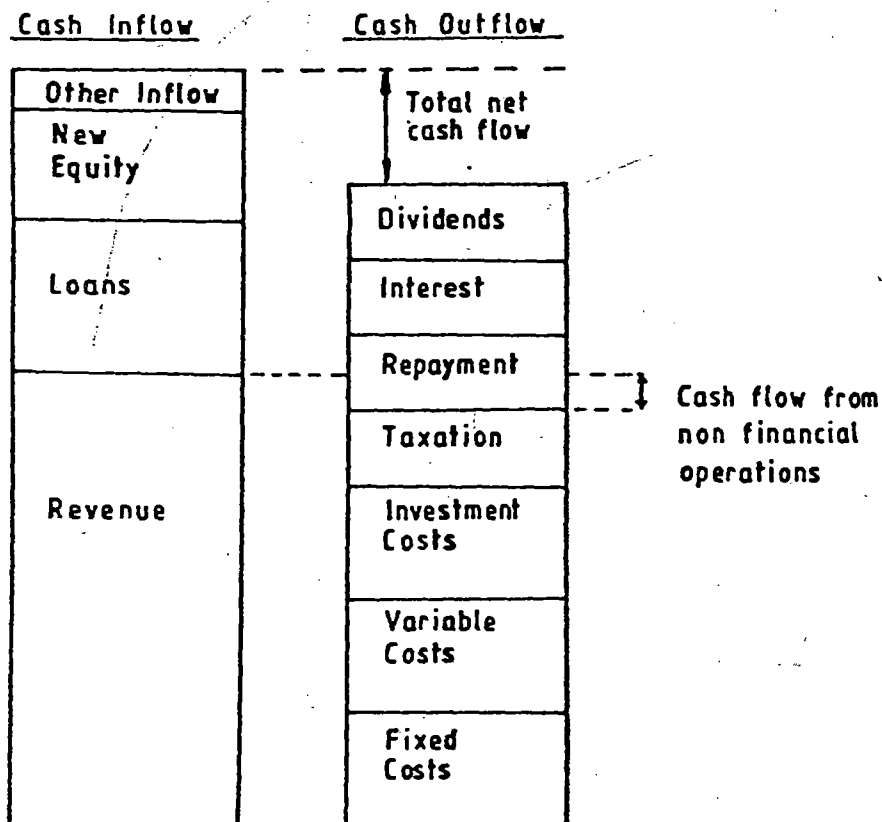 Cash Inflow
Cash Outflow
Other Inflow
New
Equity
Loans
Revenue
Total net
cash flow
Dividends
Interest
Repayment
Taxation
Investment
Costs
Variable
Costs
Fixed
Costs
Cash flow from
non financial
operations